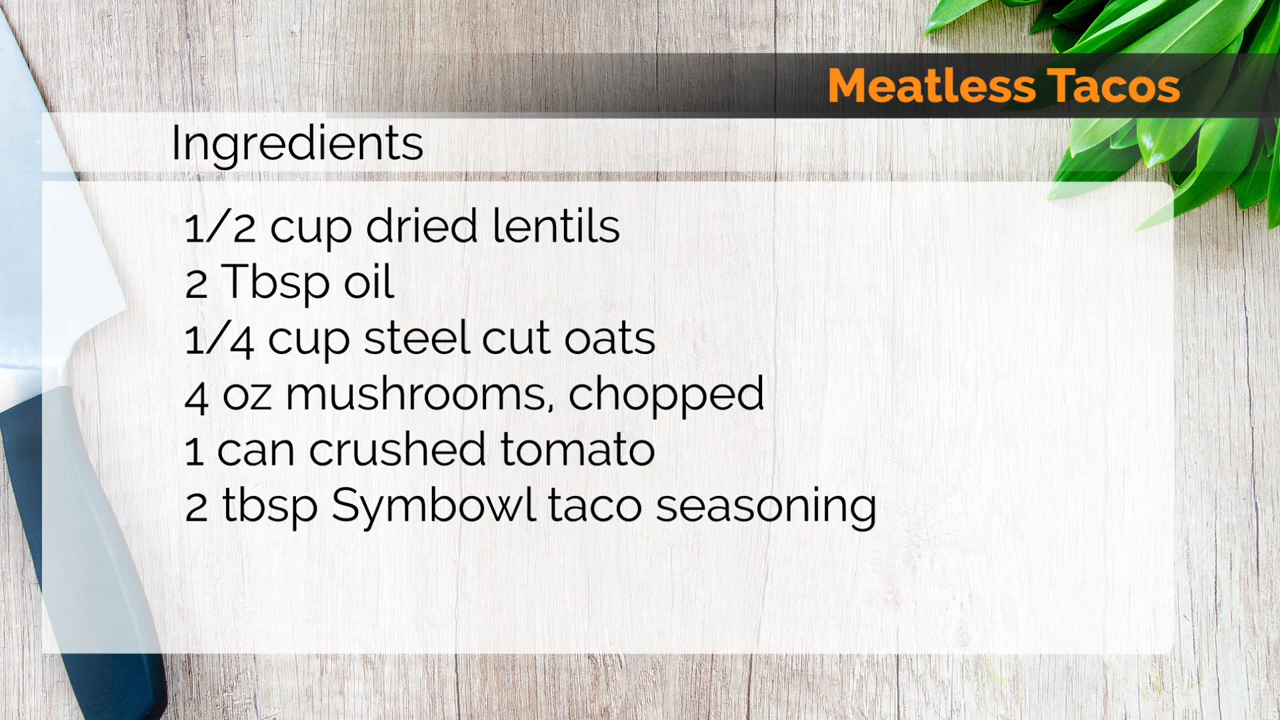 Meatless Tacos
Ingredients
1/2 cup dried lentils
2 Tbsp oil
1/4 cup steel cut oats
4 oz mushrooms, chopped
1 can crushed tomato
2 tbsp Symbowl taco seasoning